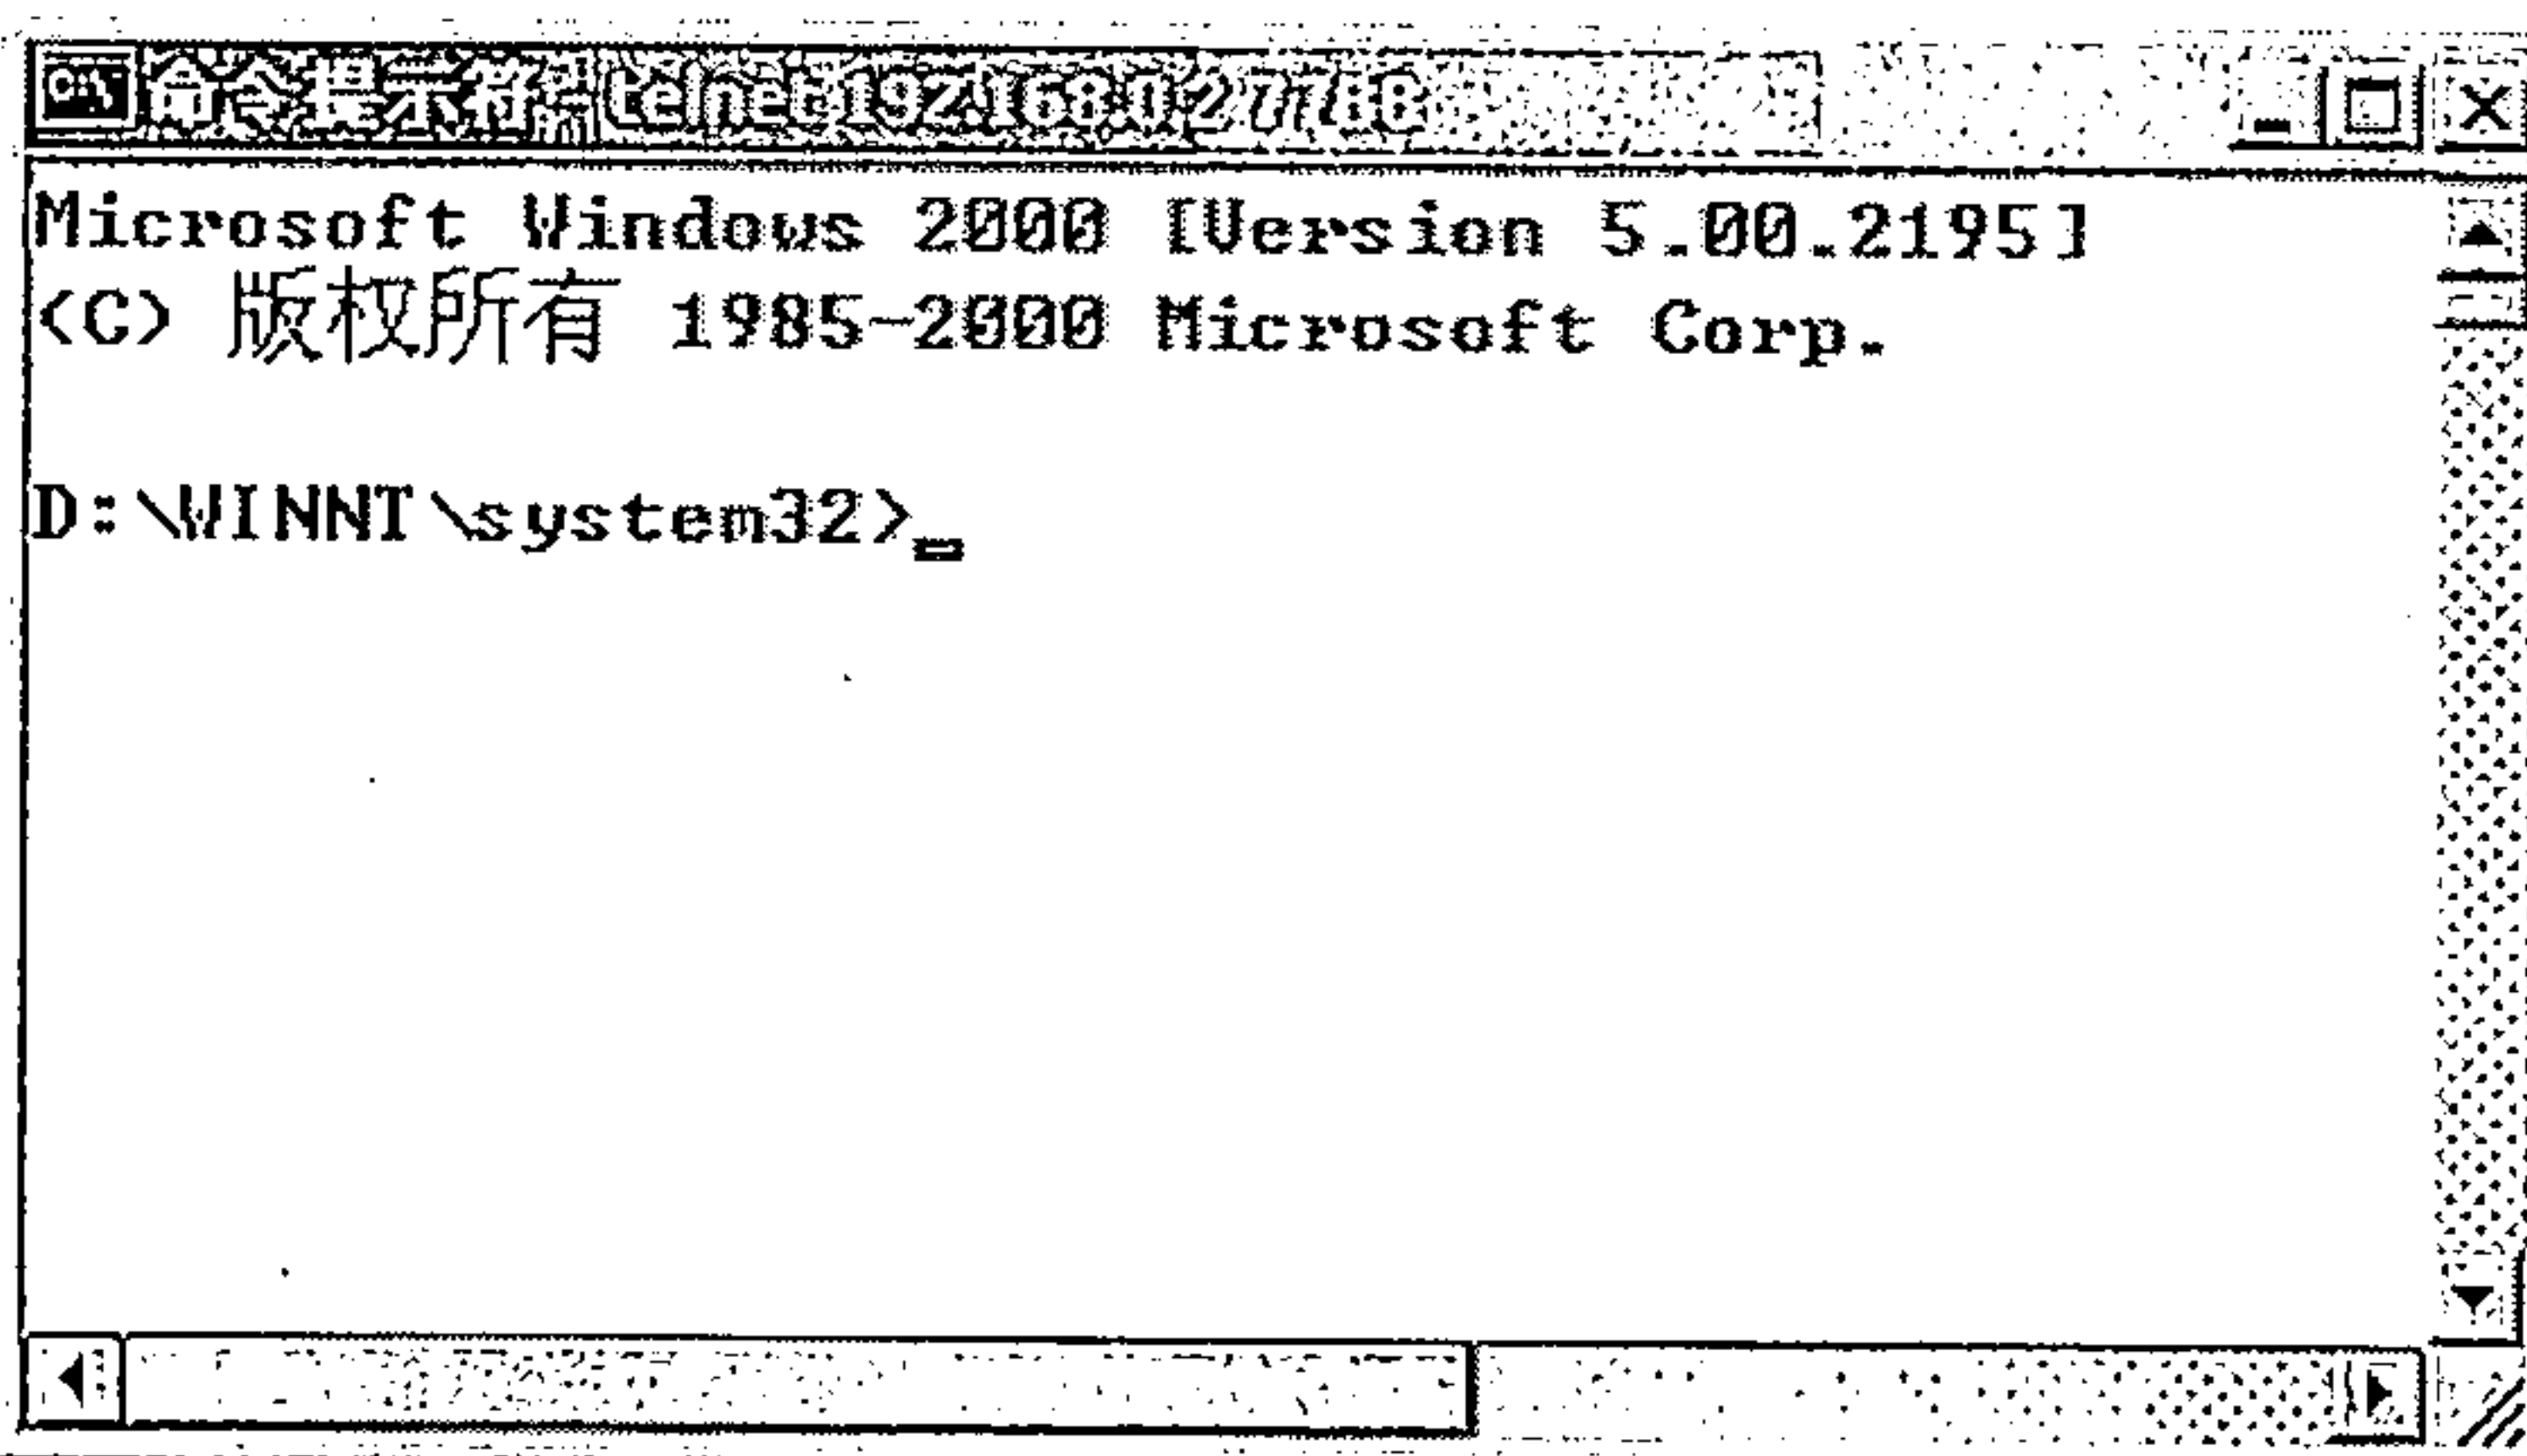 命令提示符 - telnet 192.168.0.2 7788
Microsoft Windows 2000 [Version 5.00.2195]
(C) 版权所有 1985-2000 Microsoft Corp.
D:\WINNT\system32>_